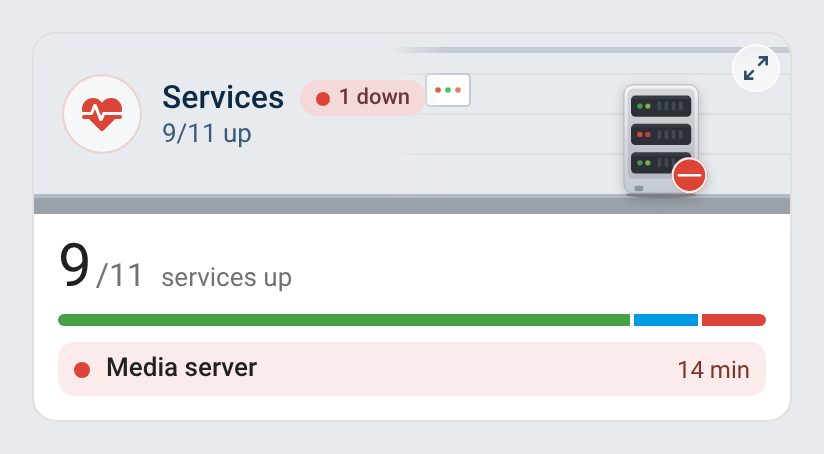 Services
1 down
9/11 up
9/11 services up
Media server
14 min